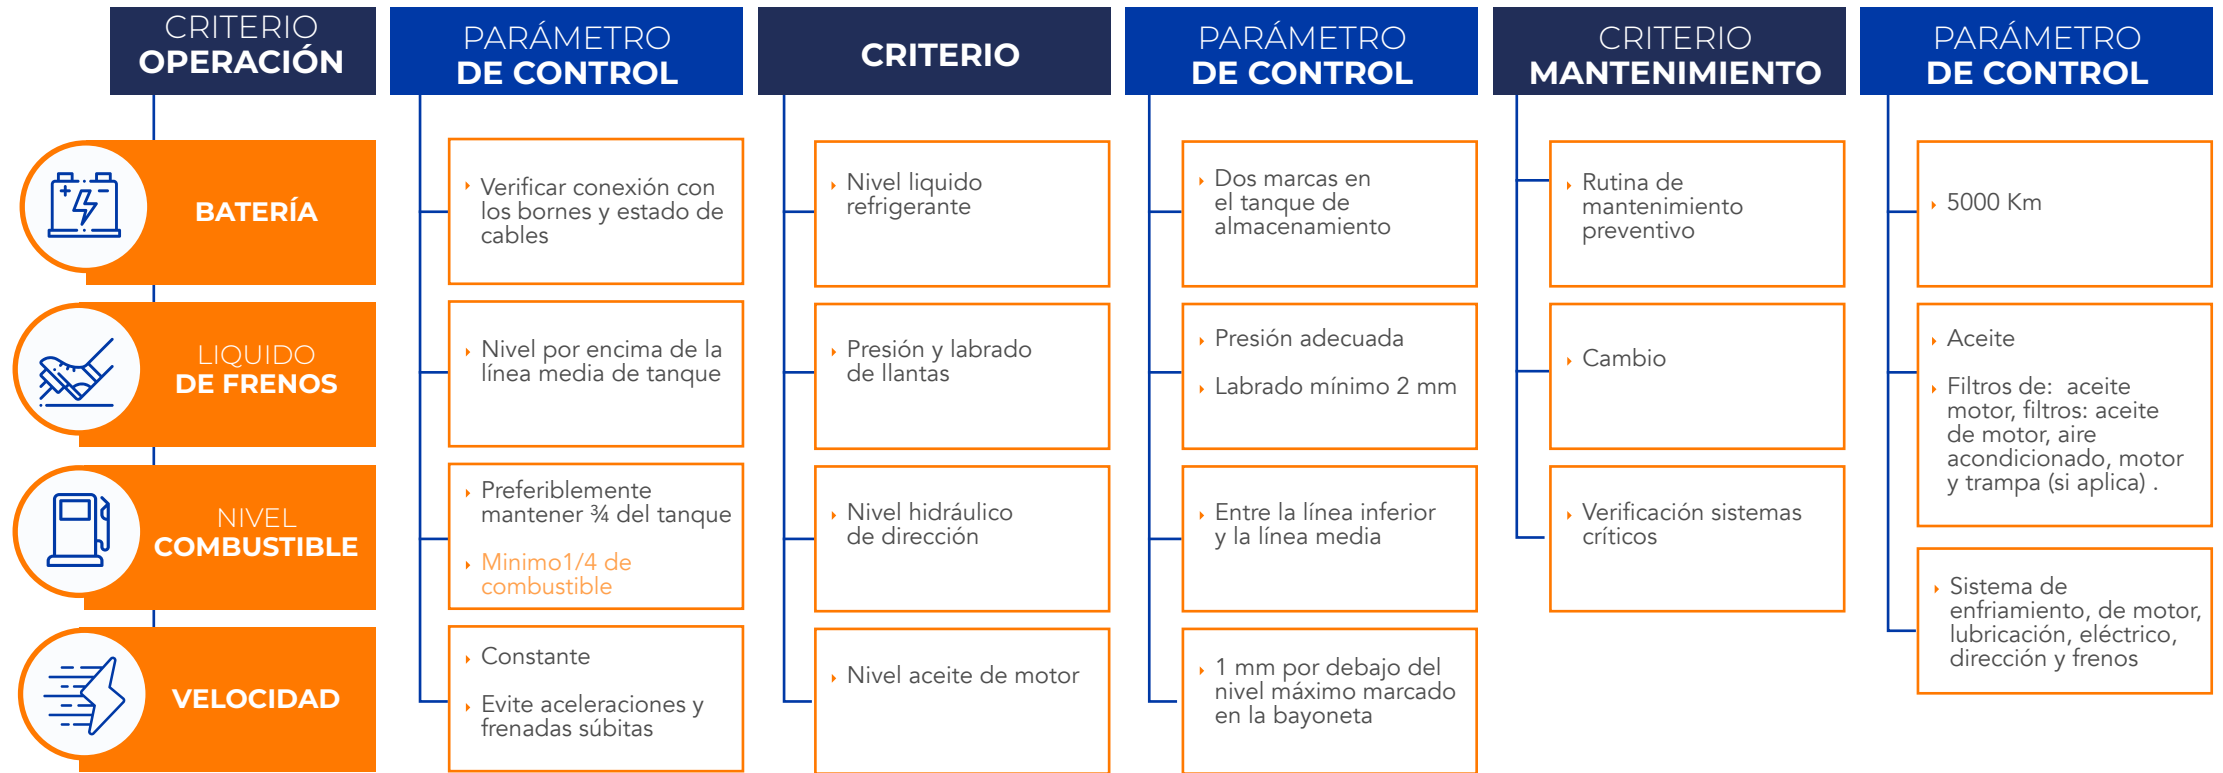 CRITERIO
OPERACIÓN
PARÁMETRO
DE CONTROL
CRITERIO
PARÁMETRO
DE CONTROL
CRITERIO
MANTENIMIENTO
PARÁMETRO
DE CONTROL
BATERÍA
Verificar conexión con
los bornes y estado de
cables
Nivel liquido
refrigerante
Dos marcas en
el tanque de
almacenamiento
Rutina de
mantenimiento
preventivo
5000 Km
LIQUIDO
DE FRENOS
Nivel por encima de la
línea media de tanque
Presión y labrado
de llantas
Presión adecuada
Labrado mínimo 2 mm
Cambio
Aceite
Filtros de:  aceite
motor, filtros: aceite
de motor, aire
acondicionado, motor
y trampa (si aplica) .
NIVEL
COMBUSTIBLE
Preferiblemente
mantener ¾ del tanque
Minimo1/4 de
combustible
Nivel hidráulico
de dirección
Entre la línea inferior
y la línea media
Verificación sistemas
críticos
Sistema de
enfriamiento, de motor,
lubricación, eléctrico,
dirección y frenos
VELOCIDAD
Constante
Evite aceleraciones y
frenadas súbitas
Nivel aceite de motor
1 mm por debajo del
nivel máximo marcado
en la bayoneta